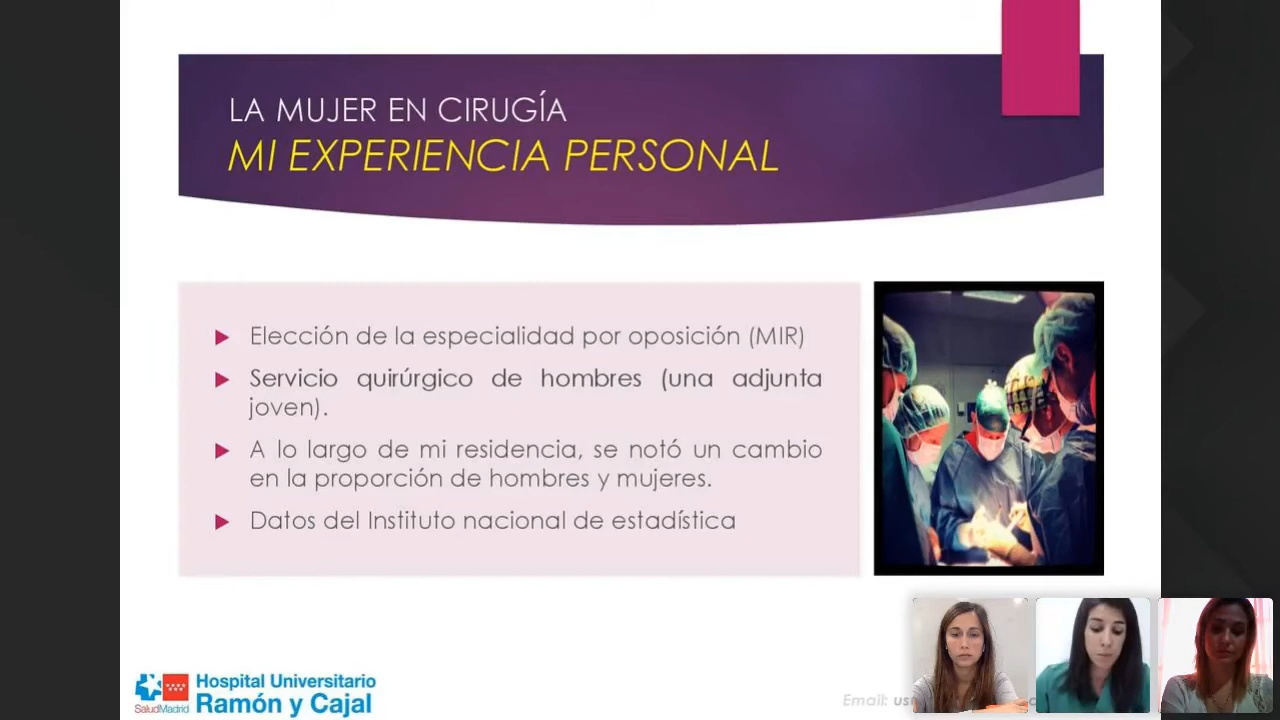 LA MUJER EN CIRUGÍA
MI EXPERIENCIA PERSONAL
Elección de la especialidad por oposición (MIR)
Servicio quirúrgico de hombres (una adjunta
joven).
A lo largo de mi residencia, se notó un cambio
en la proporción de hombres y mujeres.
Datos del Instituto nacional de estadística
SaludMadrid
Hospital Universitario
Ramón y Cajal
Email: